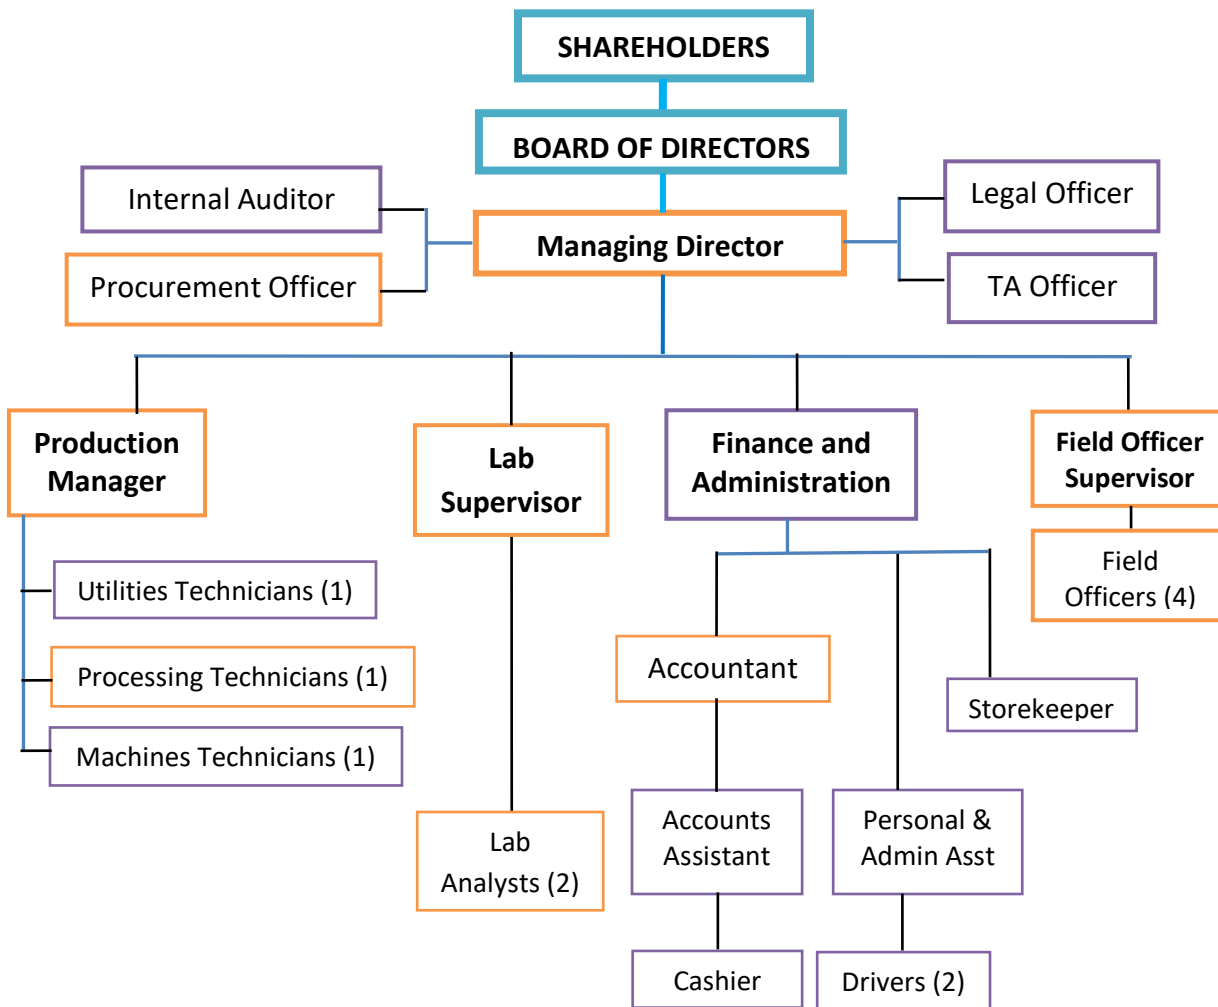 SHAREHOLDERS
BOARD OF DIRECTORS
Internal Auditor
Legal Officer
Managing Director
Procurement Officer
TA Officer
Production
Manager
Lab
Supervisor
Finance and
Administration
Field Officer
Supervisor
Utilities Technicians (1)
Processing Technicians (1)
Machines Technicians (1)
Lab
Analysts (2)
Accountant
Storekeeper
Accounts
Assistant
Personal &
Admin Asst
Cashier
Drivers (2)
Field
Officers (4)